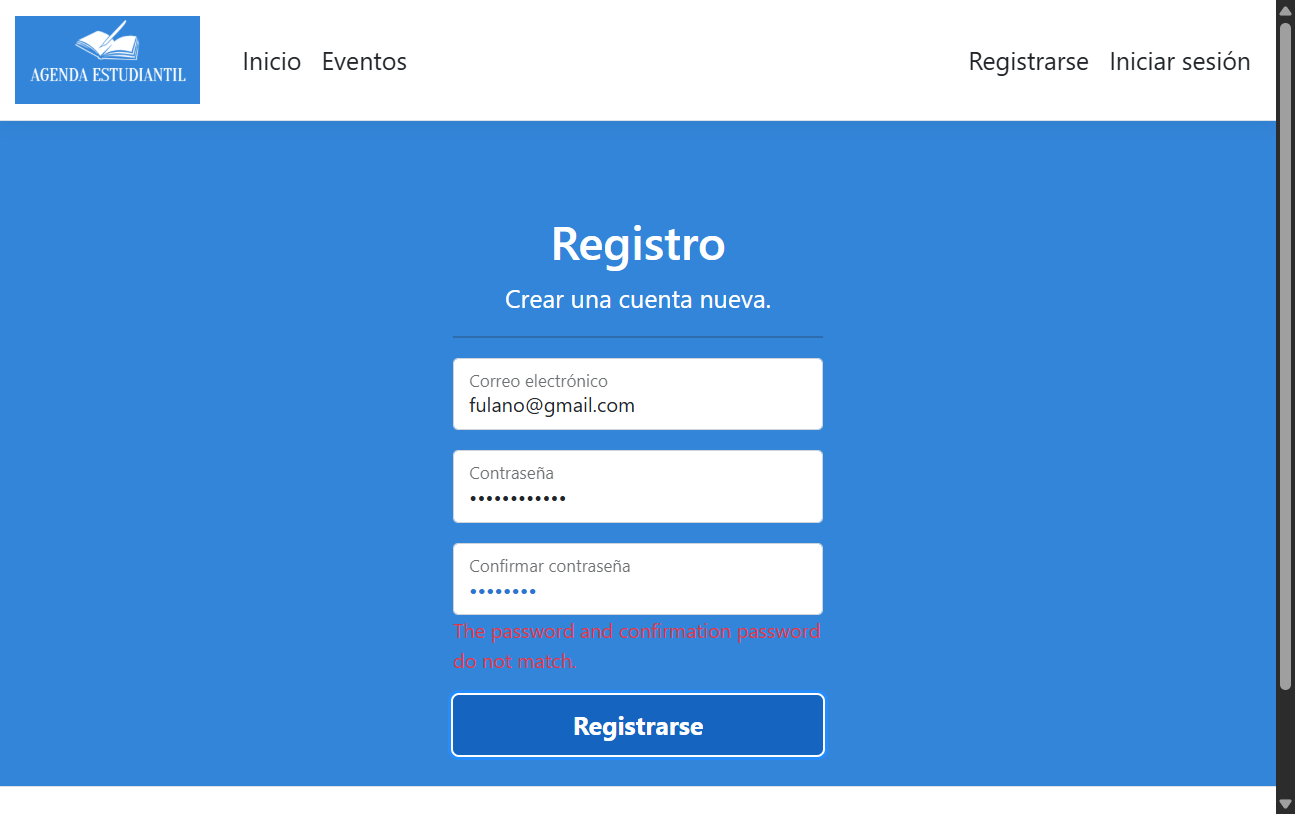 AGENDA ESTUDIANTIL
Inicio Eventos Registrarse Iniciar sesión
Registro
Crear una cuenta nueva.
Correo electrónico
fulano@gmail.com
Contraseña
••••••••••••
Confirmar contraseña
••••••••
The password and confirmation password
do not match.
Registrarse